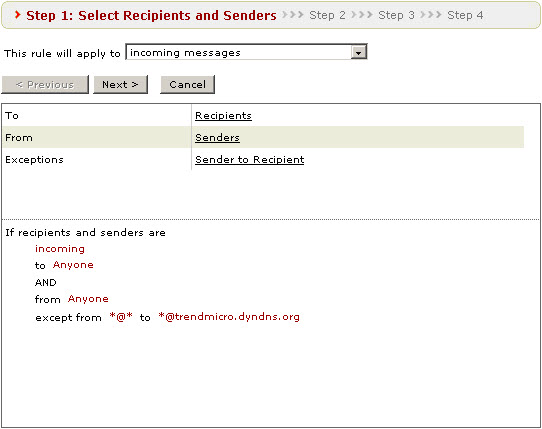 Step 1: Select Recipients and Senders >>> Step 2 >>> Step 3 >>> Step 4
This rule will apply to incoming messages
< Previous Next > Cancel
To Recipients
From Senders
Exceptions Sender to Recipient
If recipients and senders are
incoming
to Anyone
AND
from Anyone
except from *@* to *@trendmicro.dyndns.org